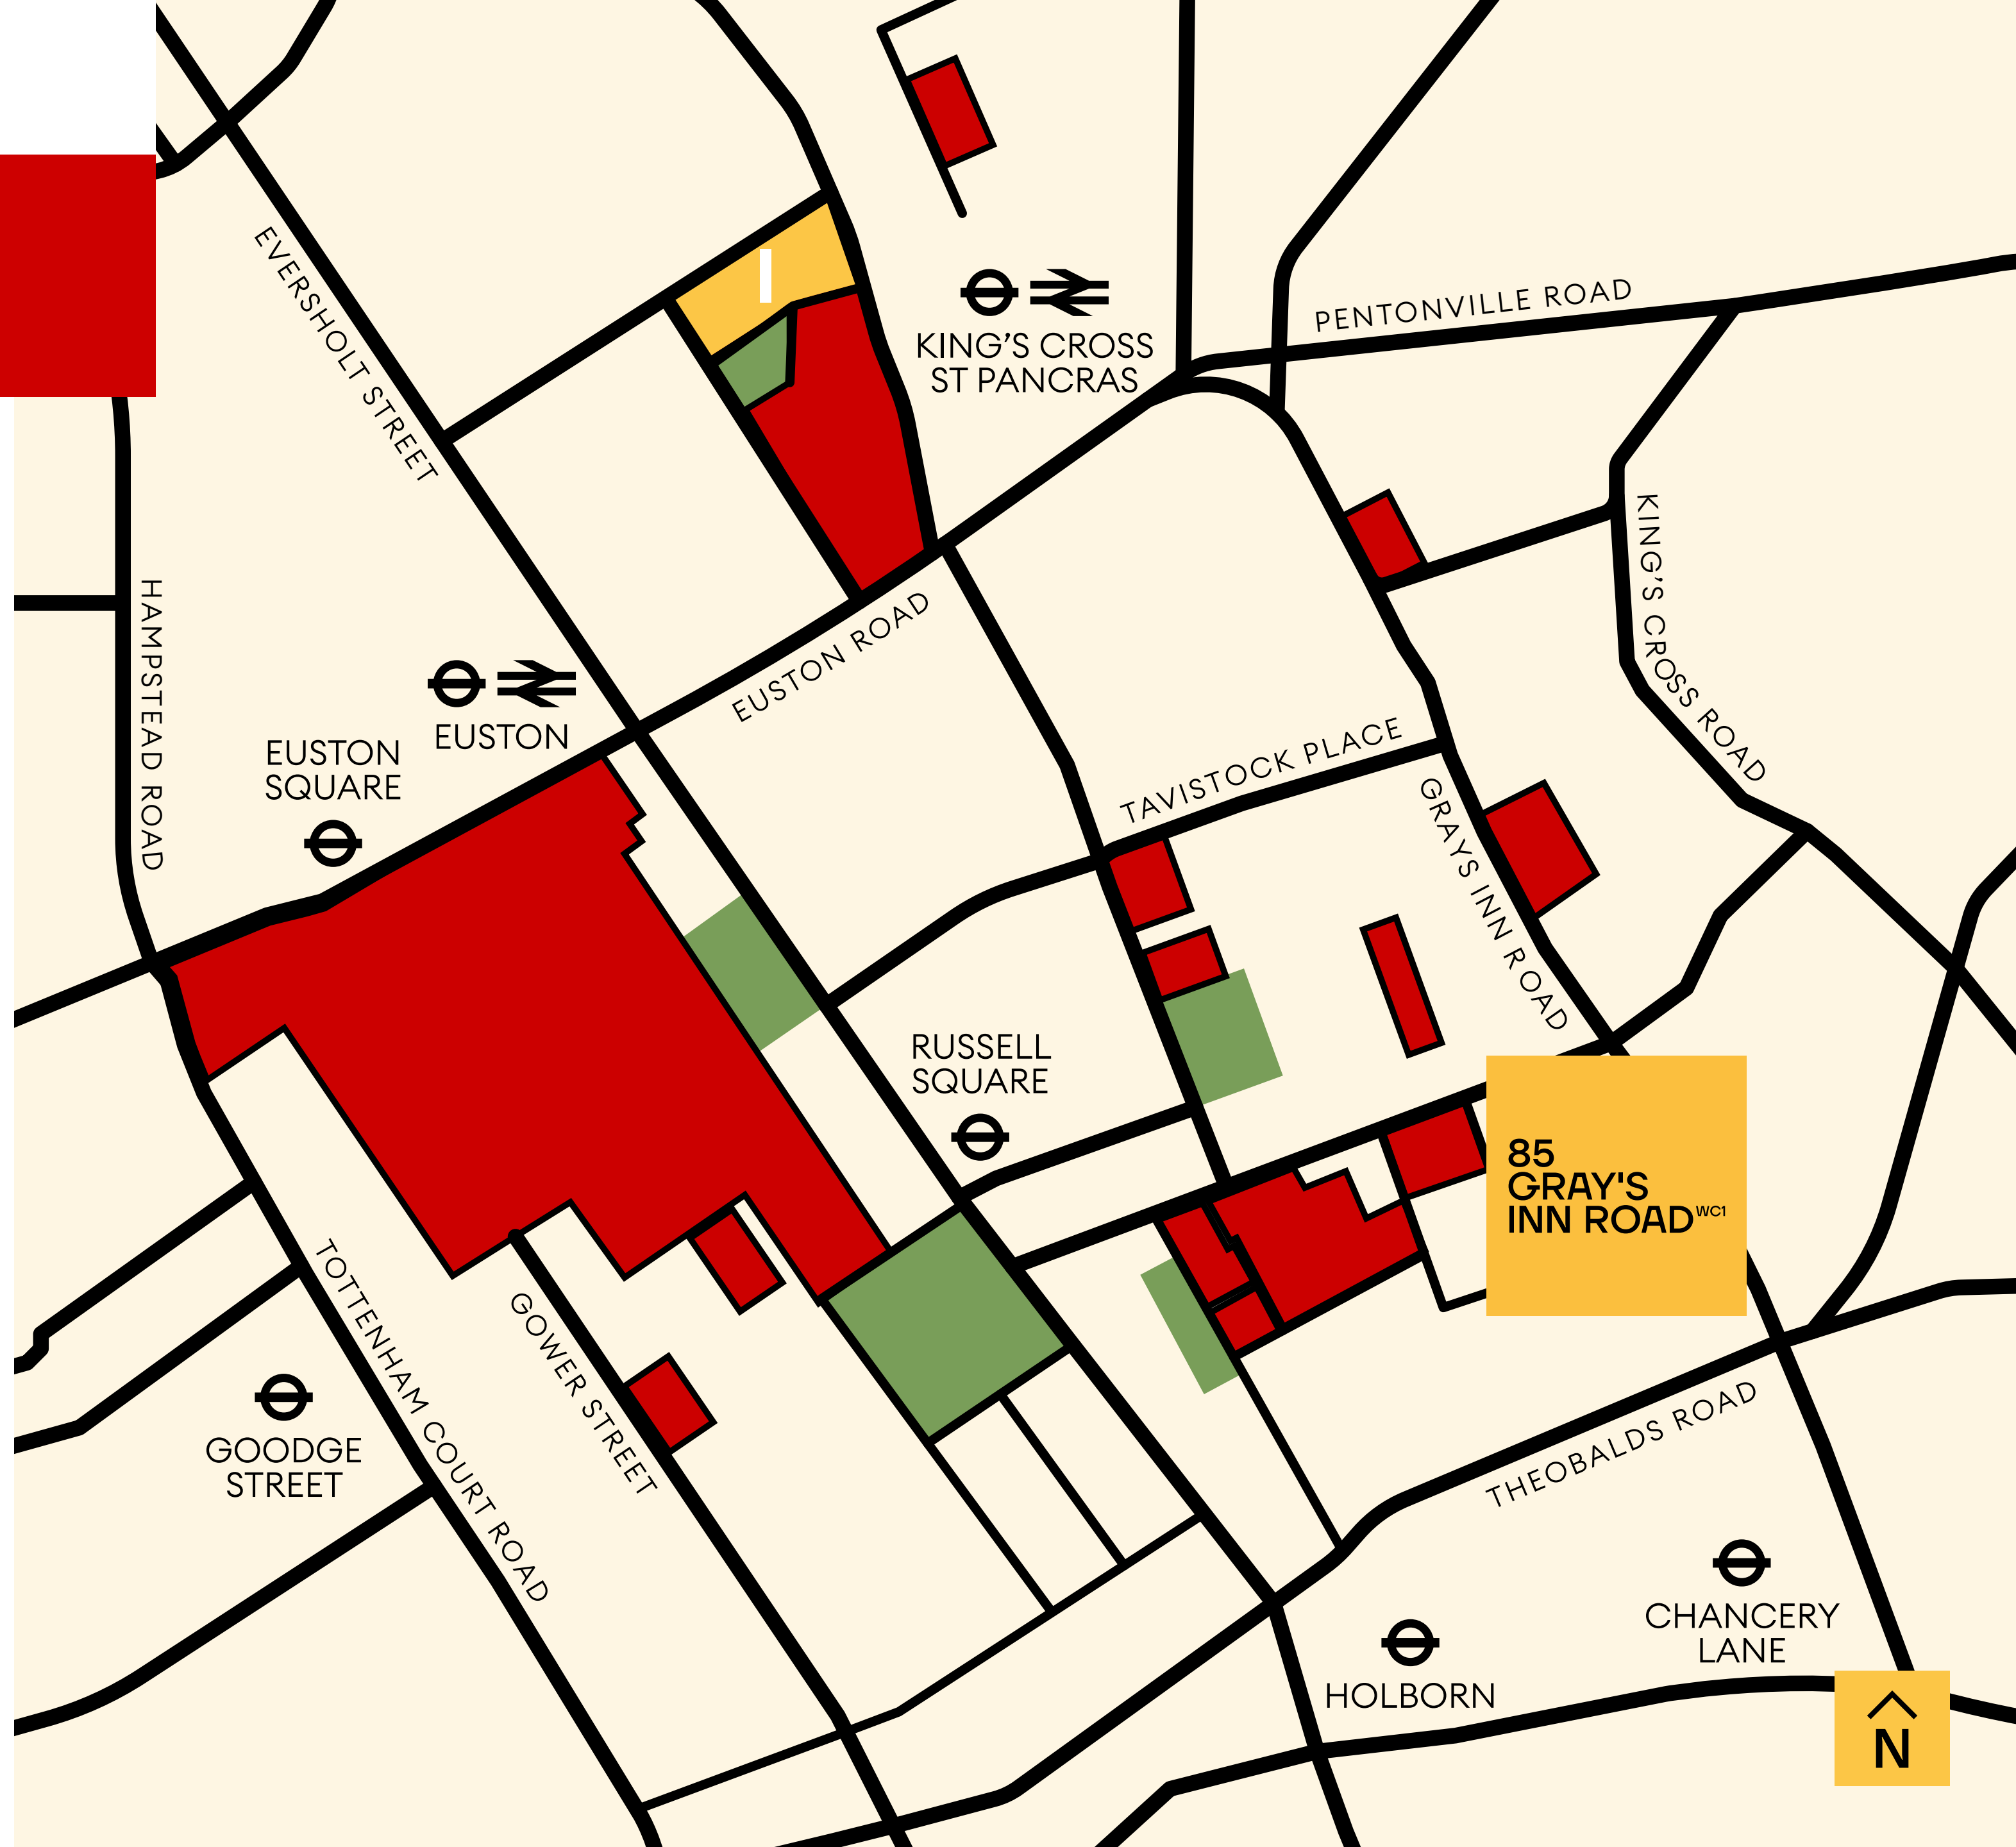 EVERSHOLT STREET
KING'S CROSS
ST PANCRAS
PENTONVILLE ROAD
HAMPSTEAD ROAD
KING'S CROSS ROAD
EUSTON ROAD
EUSTON
EUSTON
SQUARE
TAVISTOCK PLACE
GRAYS INN ROAD
RUSSELL
SQUARE
85
GRAY'S
INN ROAD WC1
TOTTENHAM COURT ROAD
GOWER STREET
GOODGE
STREET
THEOBALDS ROAD
CHANCERY
LANE
HOLBORN
N